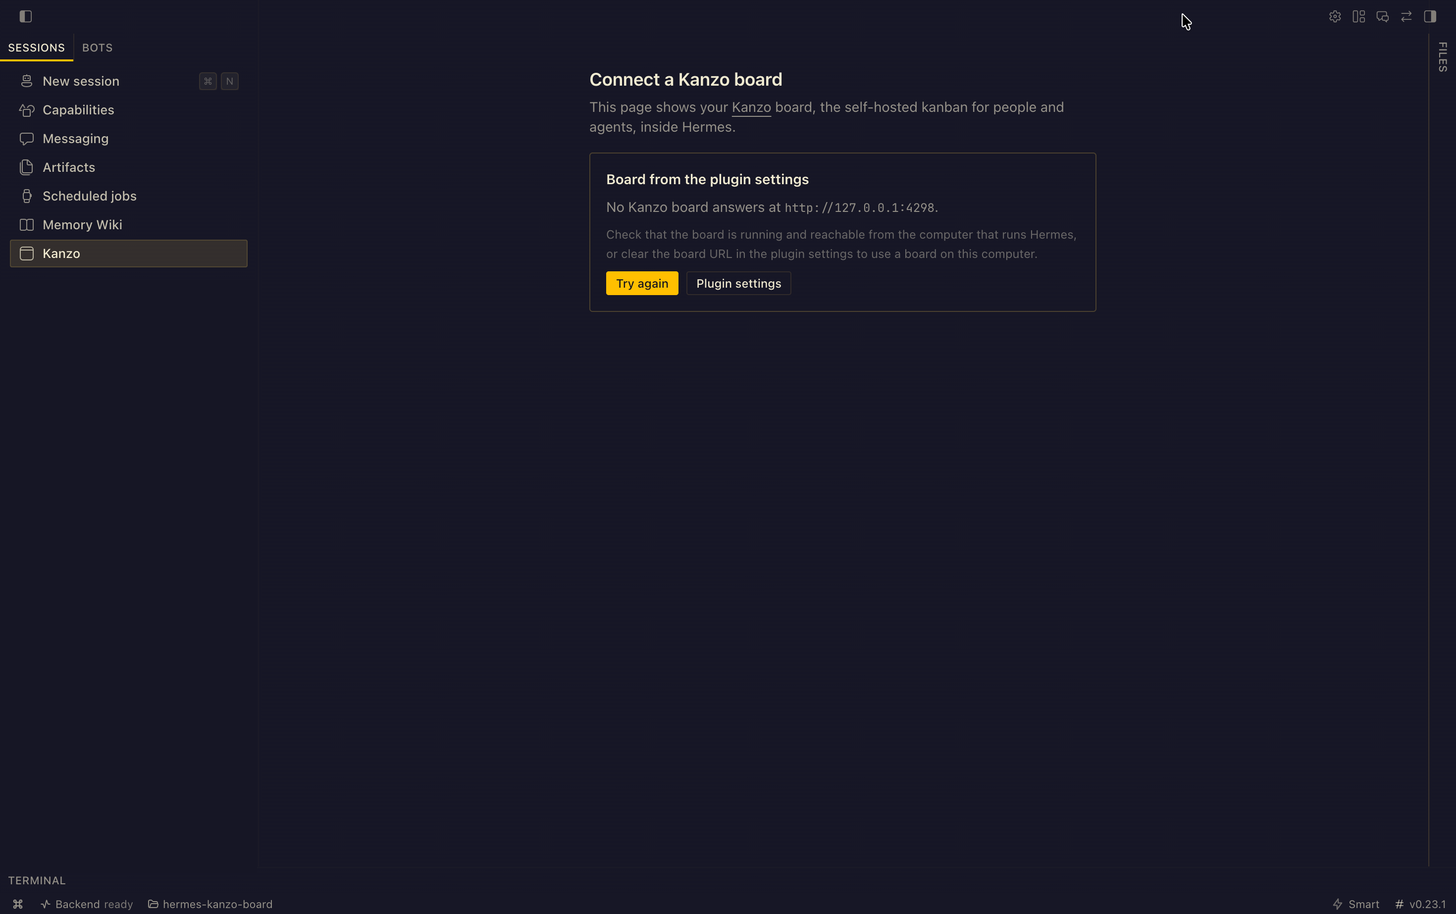 SESSIONS
BOTS
New session ⌘ N
Capabilities
Messaging
Artifacts
Scheduled jobs
Memory Wiki
Kanzo
Connect a Kanzo board
This page shows your Kanzo board, the self-hosted kanban for people and
agents, inside Hermes.
Board from the plugin settings
No Kanzo board answers at http://127.0.0.1:4298.
Check that the board is running and reachable from the computer that runs Hermes,
or clear the board URL in the plugin settings to use a board on this computer.
Try again
Plugin settings
FILES
TERMINAL
⌘ Backend ready hermes-kanzo-board
Smart # v0.23.1